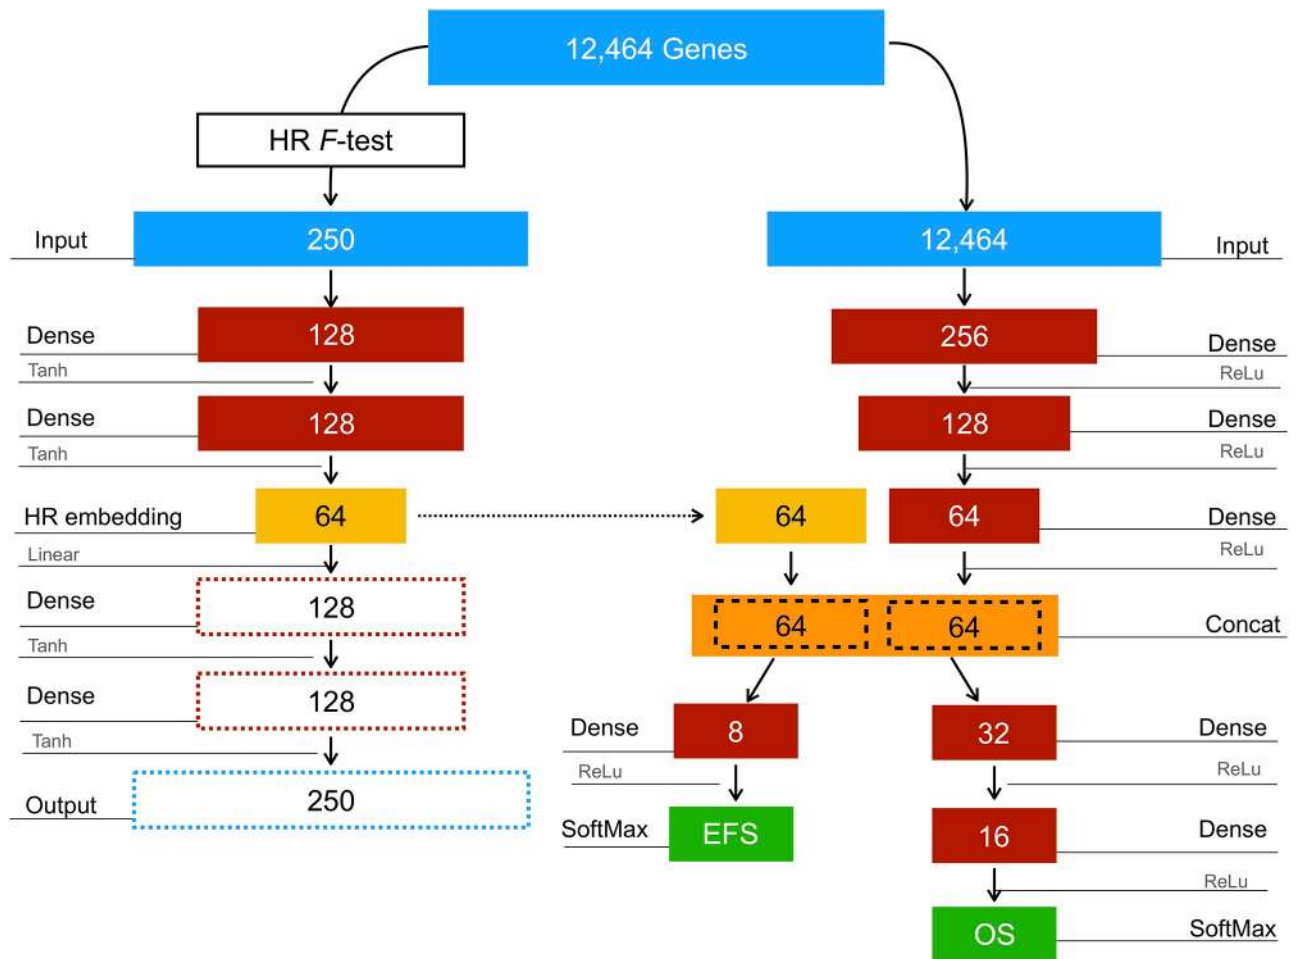 12,464 Genes
HR F-test
Input
250
12,464
Input
Dense
128
256
Dense
Tanh
ReLu
Dense
128
128
Dense
Tanh
ReLu
HR embedding
64
64
64
Dense
Linear
ReLu
Dense
128
64
64
Concat
Tanh
Dense
128
Dense
8
32
Dense
Tanh
ReLu
ReLu
Output
250
SoftMax
EFS
16
Dense
ReLu
OS
SoftMax